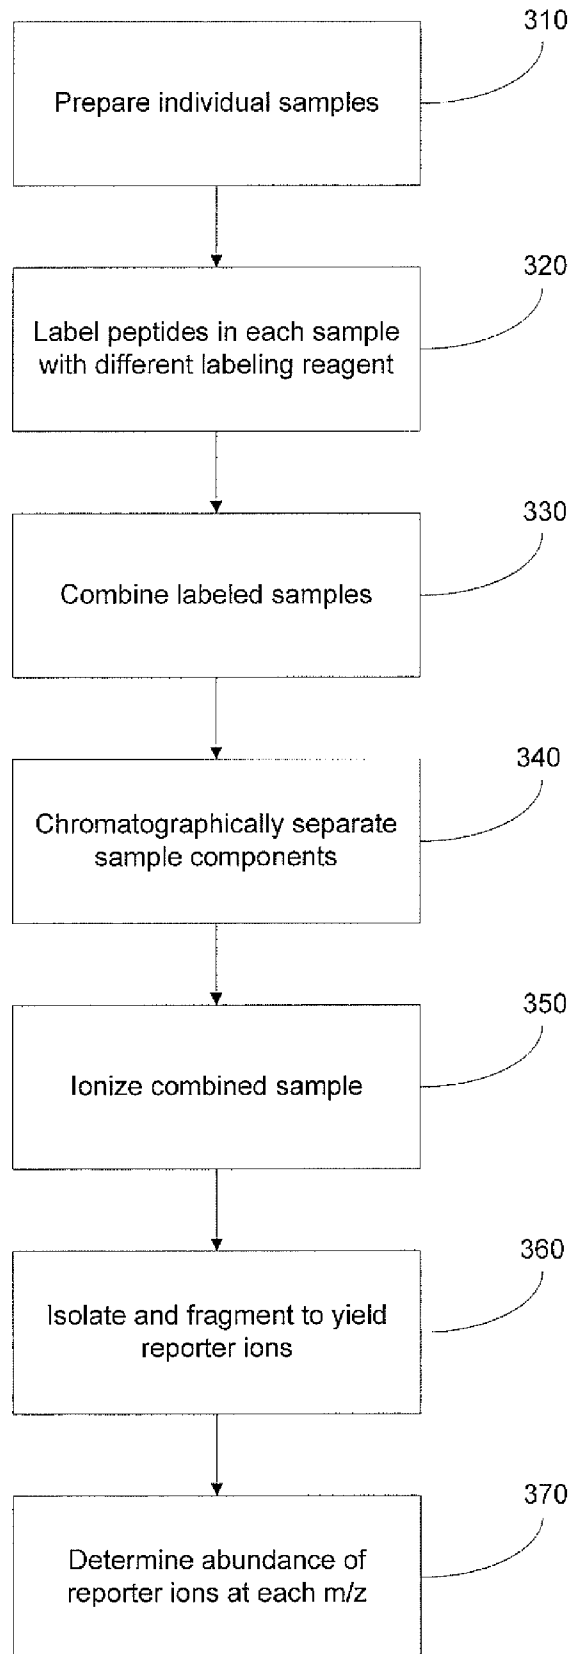 310
Prepare individual samples
320
Label peptides in each sample
with different labeling reagent
330
Combine labeled samples
340
Chromatographically separate
sample components
350
Ionize combined sample
360
Isolate and fragment to yield
reporter ions
370
Determine abundance of
reporter ions at each m/z